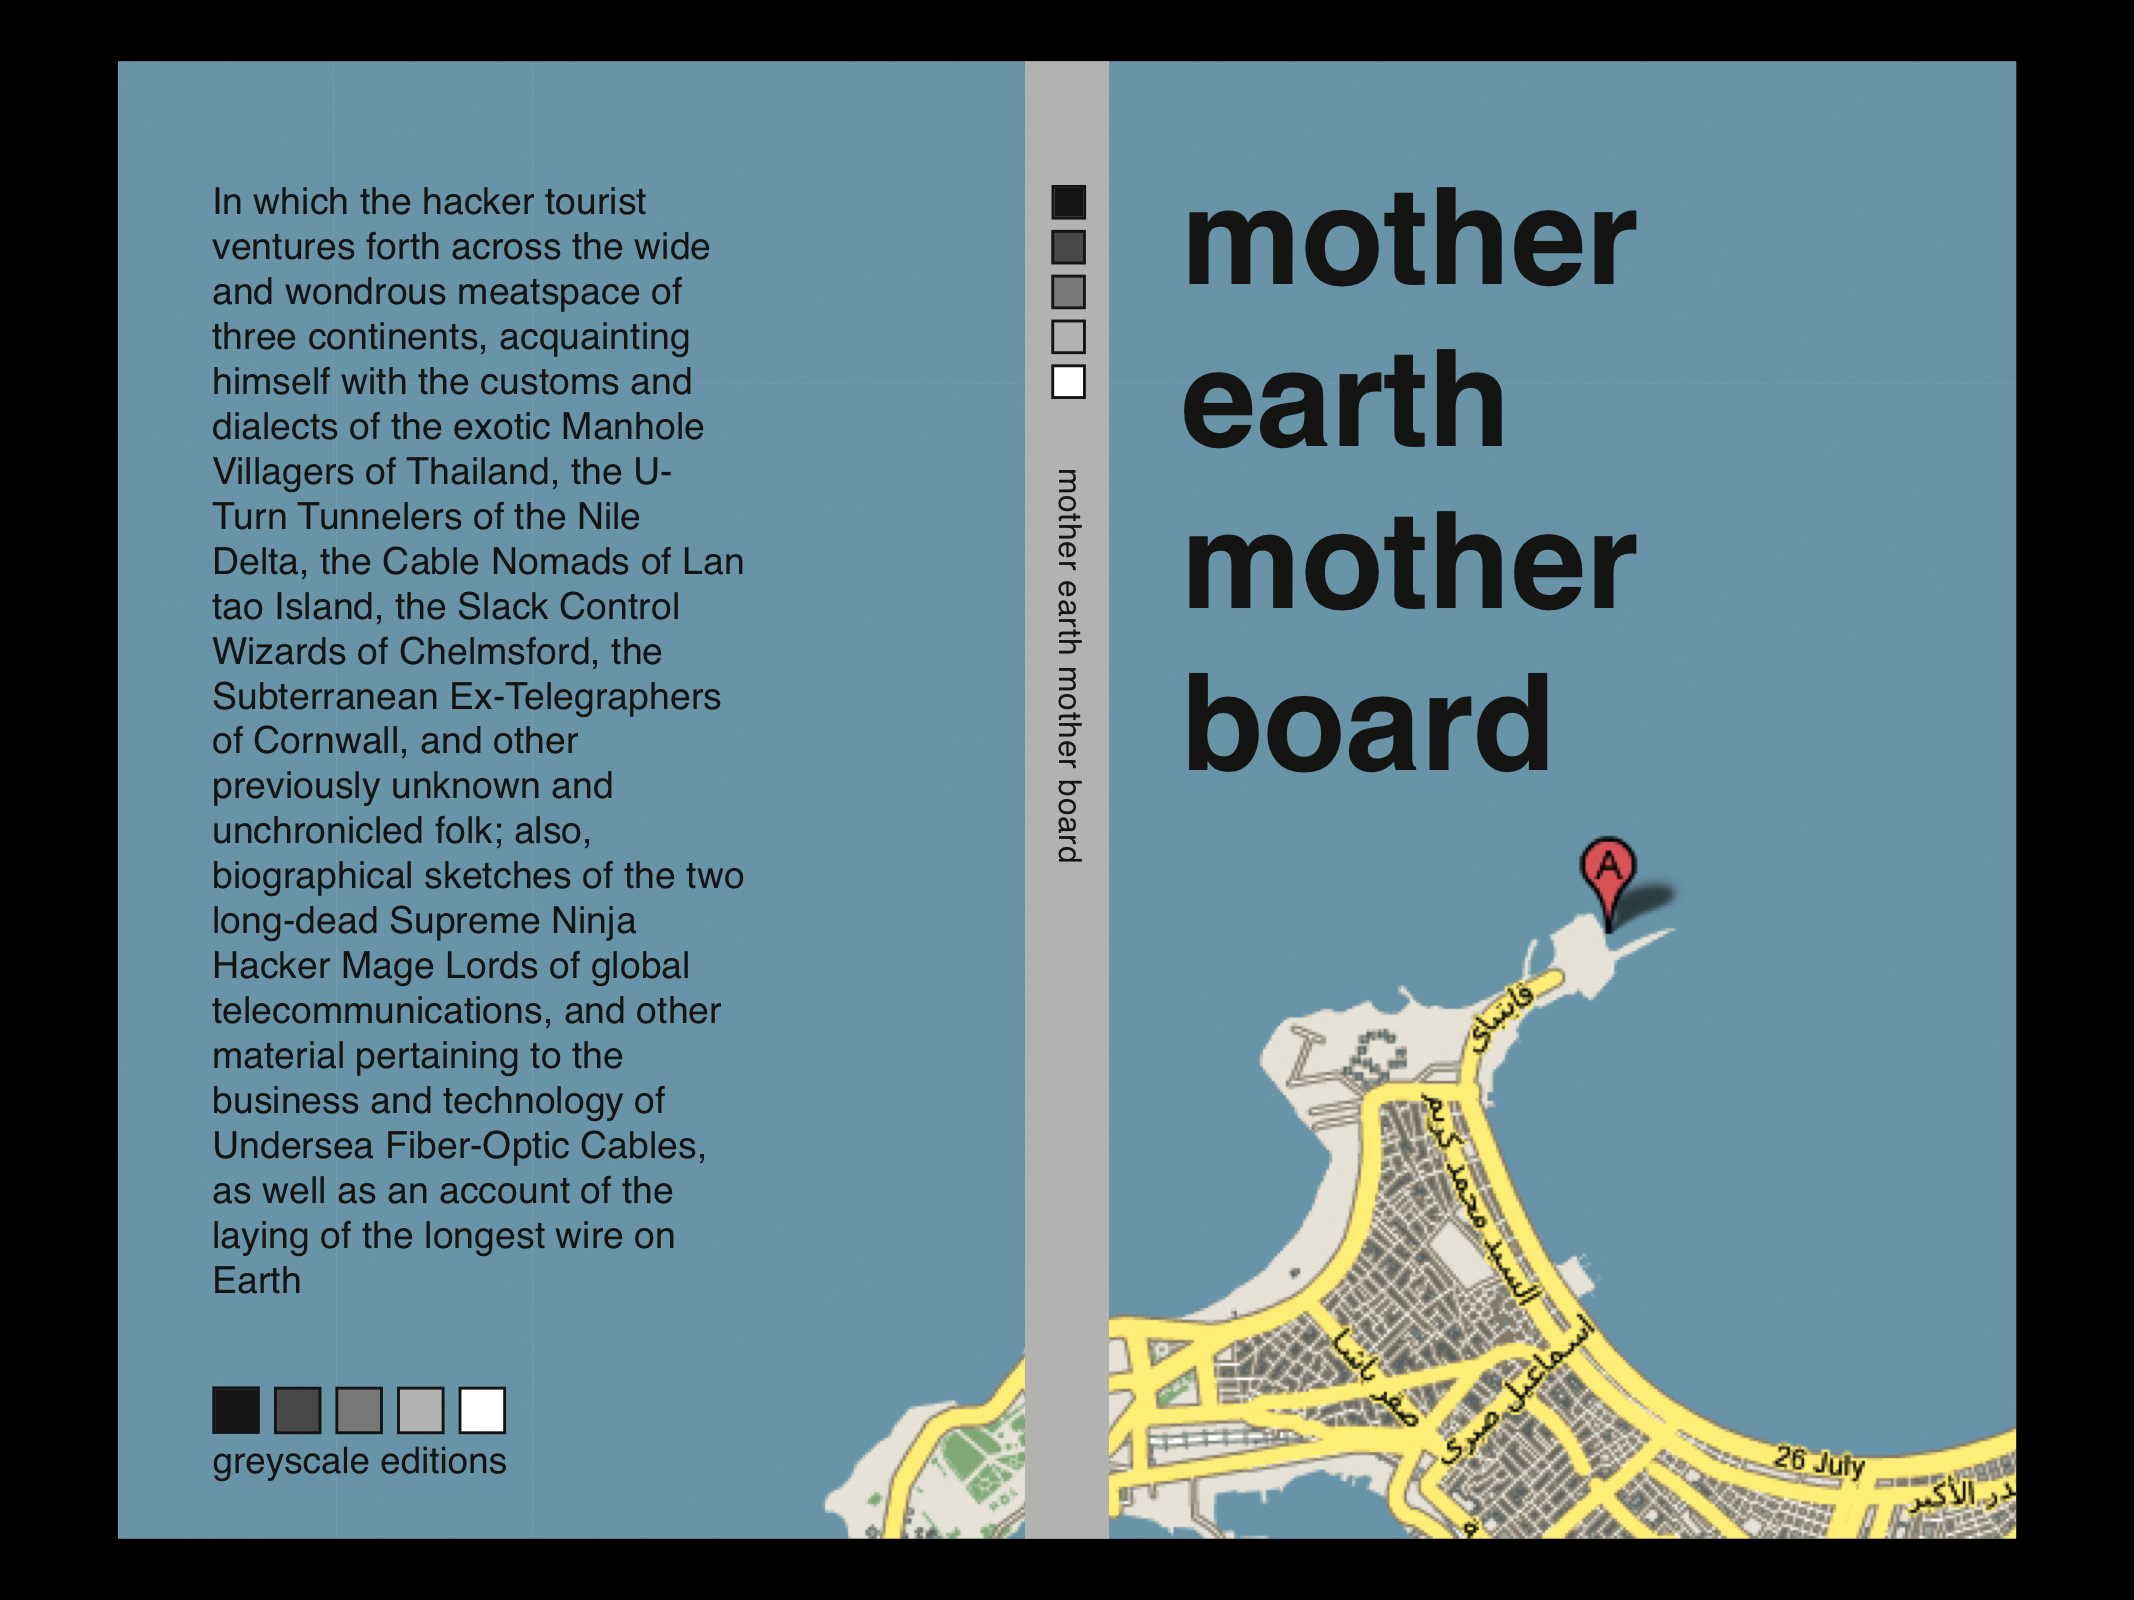 In which the hacker tourist
ventures forth across the wide
and wondrous meatspace of
three continents, acquainting
himself with the customs and
dialects of the exotic Manhole
Villagers of Thailand, the U-
Turn Tunnelers of the Nile
Delta, the Cable Nomads of Lan
tao Island, the Slack Control
Wizards of Chelmsford, the
Subterranean Ex-Telegraphers
of Cornwall, and other
previously unknown and
unchronicled folk; also,
biographical sketches of the two
long-dead Supreme Ninja
Hacker Mage Lords of global
telecommunications, and other
material pertaining to the
business and technology of
Undersea Fiber-Optic Cables,
as well as an account of the
laying of the longest wire on
Earth
greyscale editions
mother earth mother board
mother
earth
mother
board
A
قايتباى
السيد محمد كريم
صفر باشا
إسماعيل صبرى
26 July
الأكبر